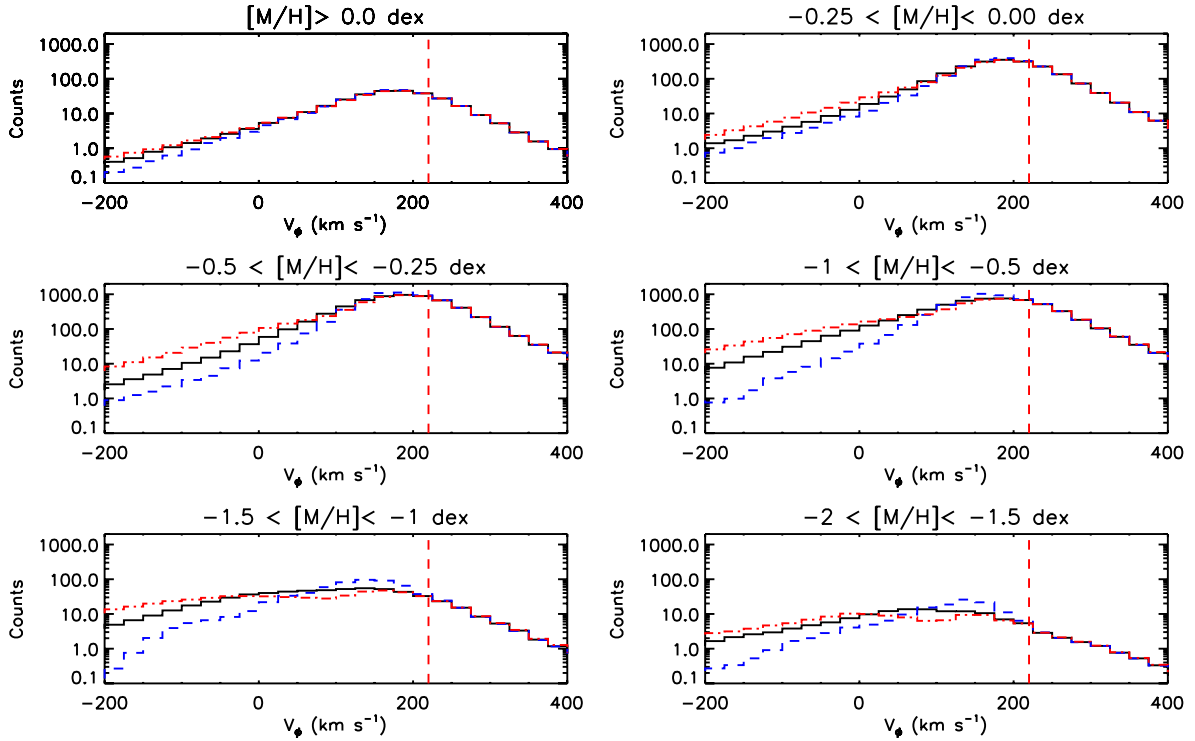 [M/H]> 0.0 dex
1000.0
100.0
10.0
1.0
0.1
Counts
-200 0 200 400
Vϕ (km s⁻¹)
-0.25 < [M/H]< 0.00 dex
1000.0
100.0
10.0
1.0
0.1
Counts
-200 0 200 400
Vϕ (km s⁻¹)
-0.5 < [M/H]< -0.25 dex
1000.0
100.0
10.0
1.0
0.1
Counts
-200 0 200 400
Vϕ (km s⁻¹)
-1 < [M/H]< -0.5 dex
1000.0
100.0
10.0
1.0
0.1
Counts
-200 0 200 400
Vϕ (km s⁻¹)
-1.5 < [M/H]< -1 dex
1000.0
100.0
10.0
1.0
0.1
Counts
-200 0 200 400
Vϕ (km s⁻¹)
-2 < [M/H]< -1.5 dex
1000.0
100.0
10.0
1.0
0.1
Counts
-200 0 200 400
Vϕ (km s⁻¹)